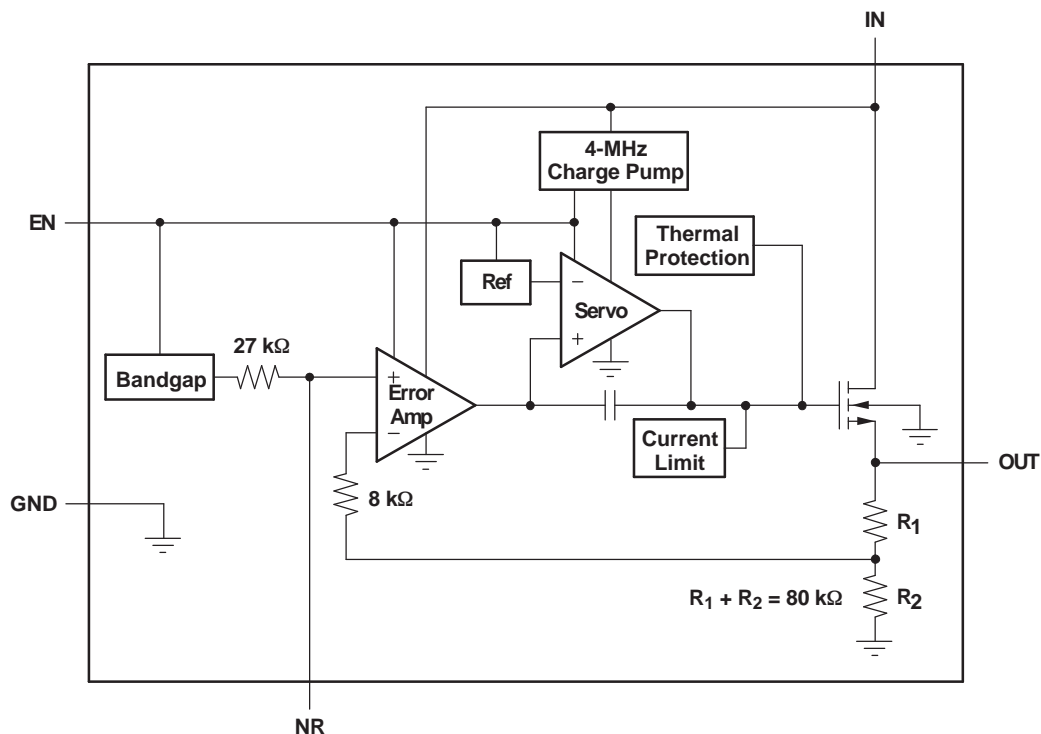 IN
4-MHz
Charge Pump
EN
Thermal
Protection
Ref
−
Servo
+
27 kΩ
Bandgap
+
Error
Amp
−
Current
Limit
OUT
8 kΩ
GND
R1
R1 + R2 = 80 kΩ
R2
NR